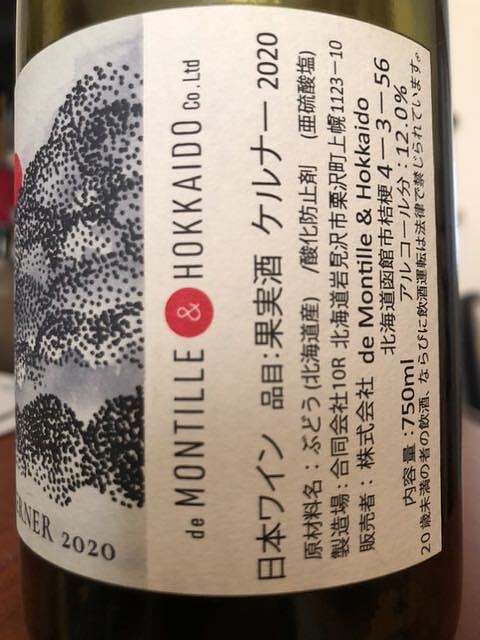 de MONTILLE & HOKKAIDO Co.Ltd
日本ワイン 品目:果実酒 ケルナー 2020
原材料名:ぶどう(北海道産) /酸化防止剤 (亜硫酸塩)
製造場:合同会社10R 北海道岩見沢市栗沢町上幌1123-10
販売者:株式会社 de Montille & Hokkaido
北海道函館市桔梗4-3-56
内容量:750ml アルコール分:12.0%
20歳未満の者の飲酒、ならびに飲酒運転は法律で禁じられています。
ERNER 2020